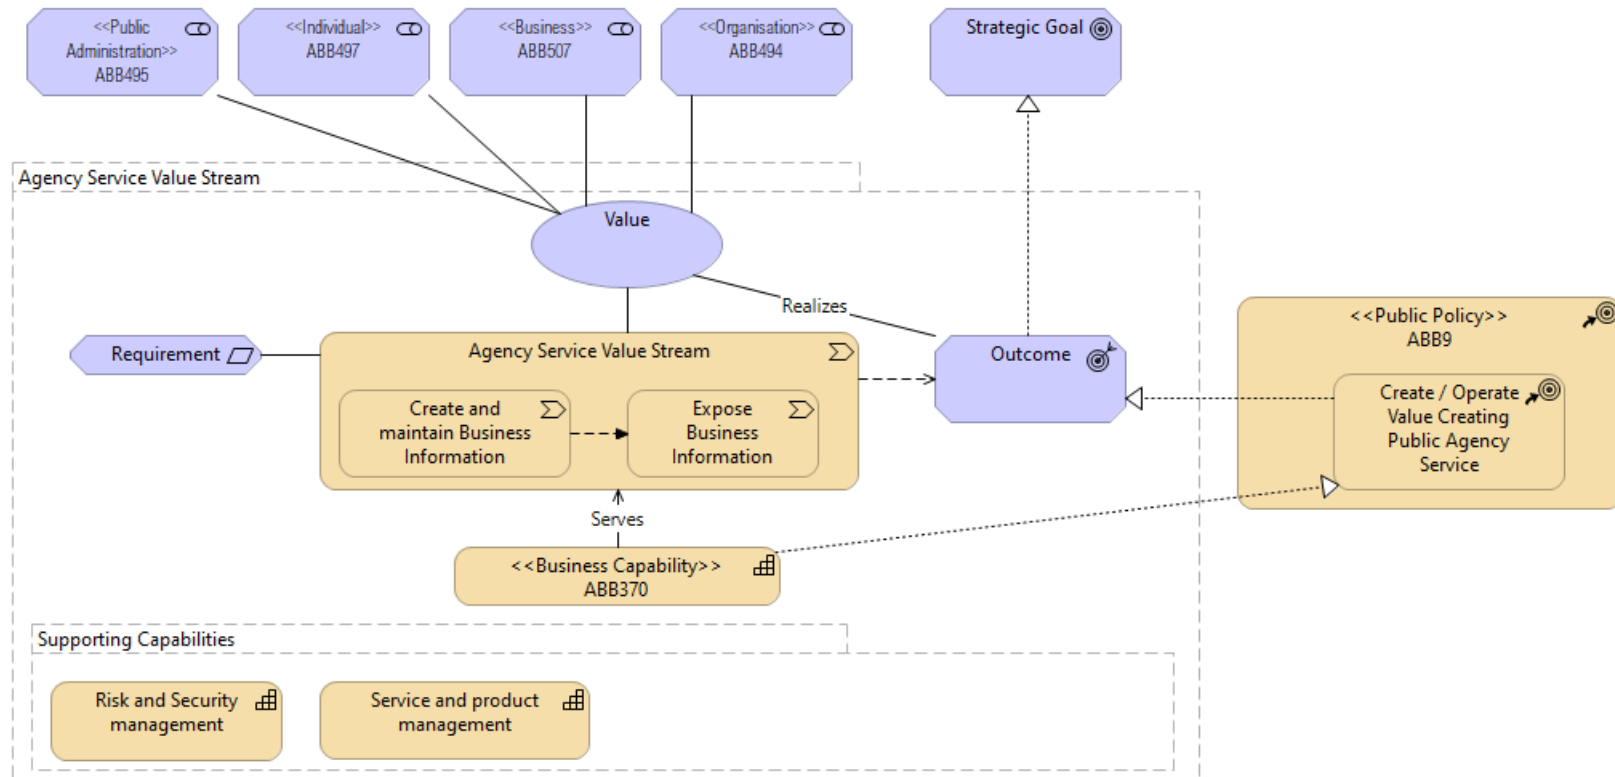 <<Public
Administration>>
ABB495
<<Individual>>
ABB497
<<Business>>
ABB507
<<Organisation>>
ABB494
Strategic Goal
Agency Service Value Stream
Value
Realizes
Requirement
Agency Service Value Stream
Create and
maintain Business
Information
Expose
Business
Information
Outcome
<<Public Policy>>
ABB9
Create / Operate
Value Creating
Public Agency
Service
Serves
<<Business Capability>>
ABB370
Supporting Capabilities
Risk and Security
management
Service and product
management